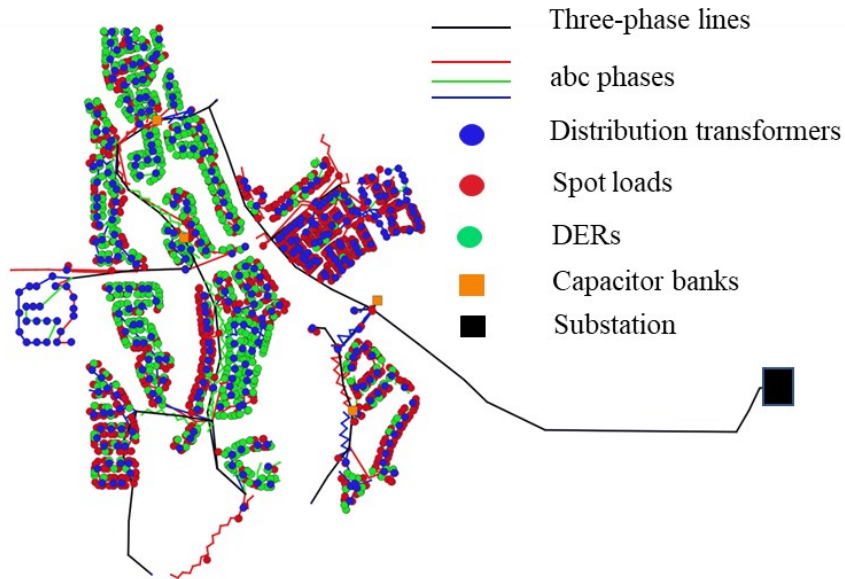 Three-phase lines
abc phases
Distribution transformers
Spot loads
DERs
Capacitor banks
Substation